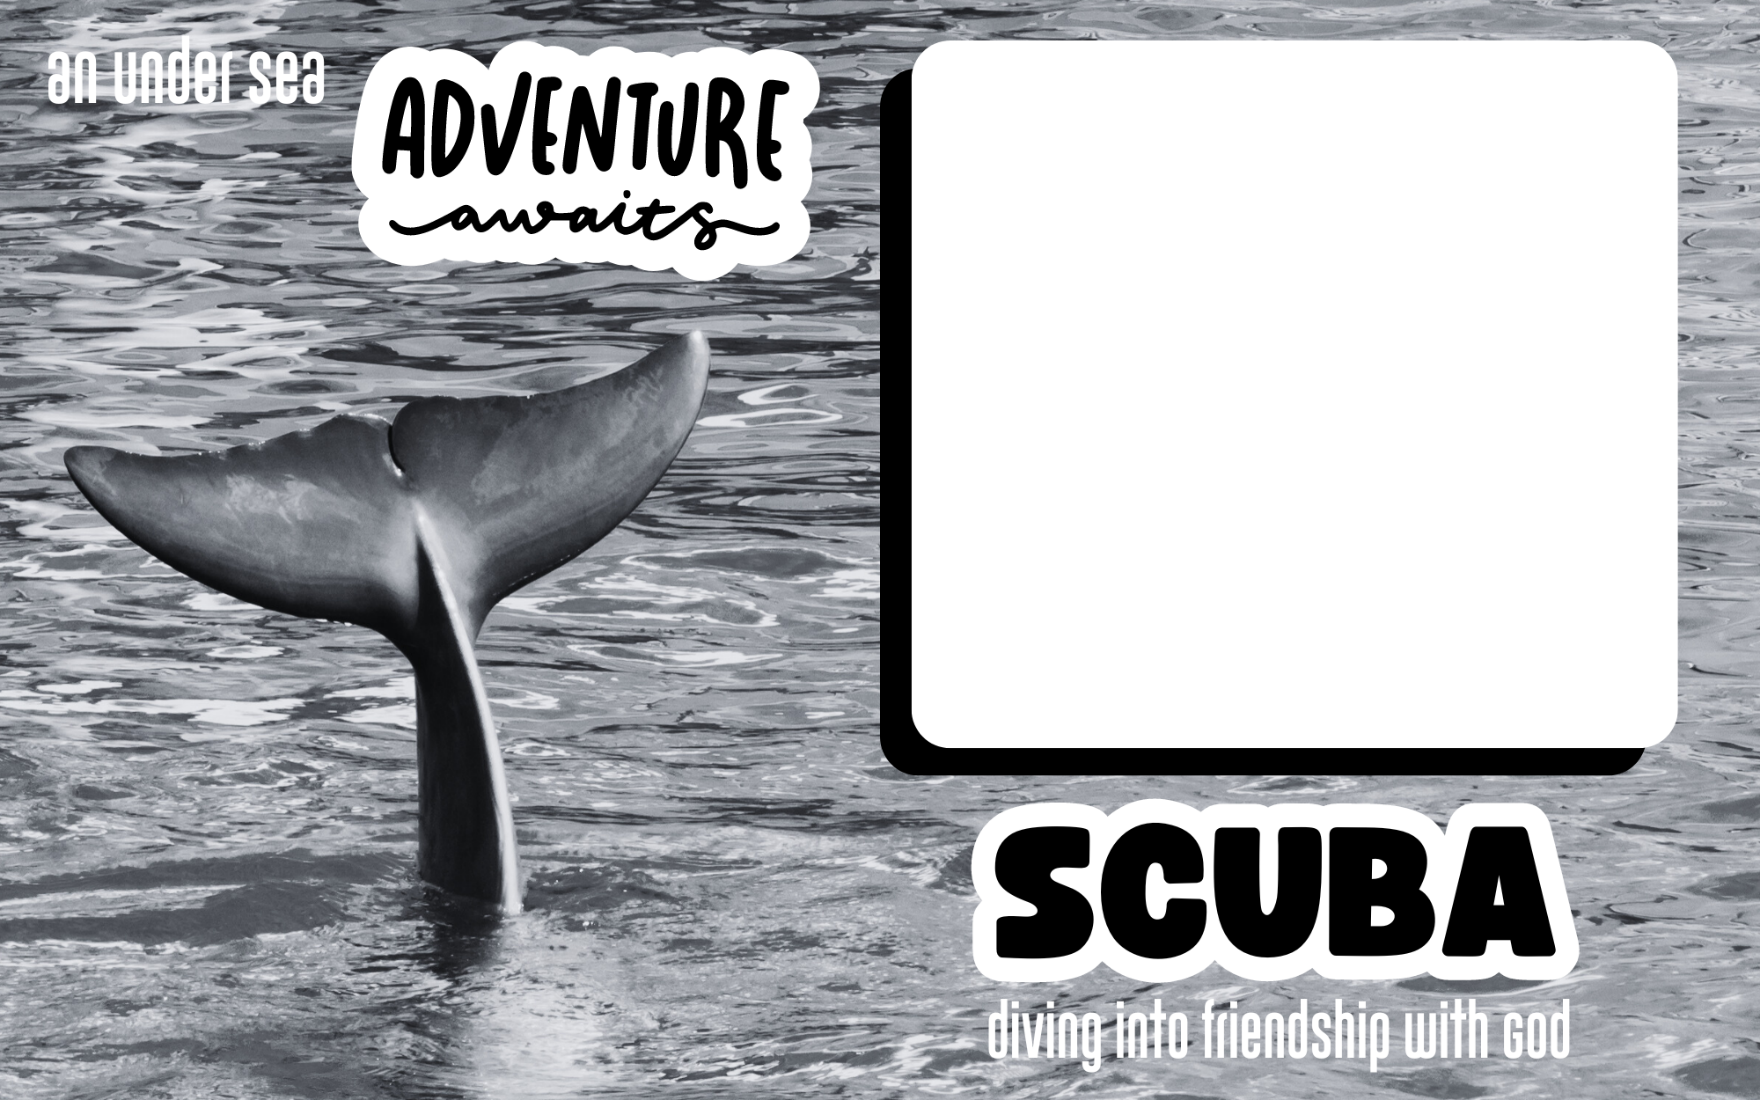 an under sea
ADVENTURE
awaits
SCUBA
diving into friendship with God